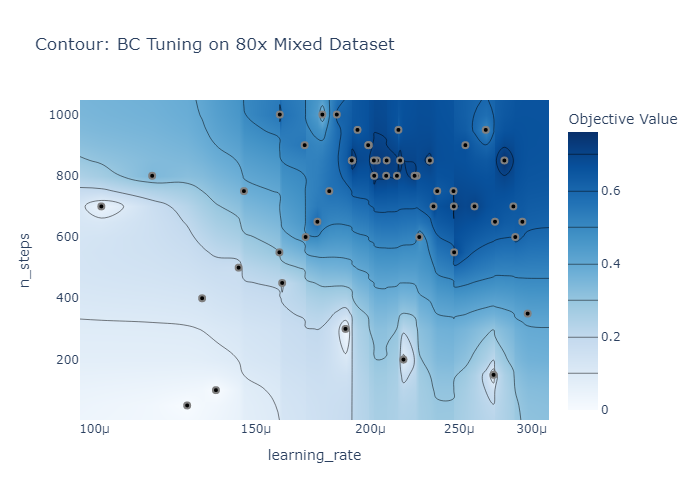 Contour: BC Tuning on 80x Mixed Dataset
Objective Value
1000
800
600
400
200
n_steps
0.6
0.4
0.2
0
100μ 150μ 200μ 250μ 300μ
learning_rate